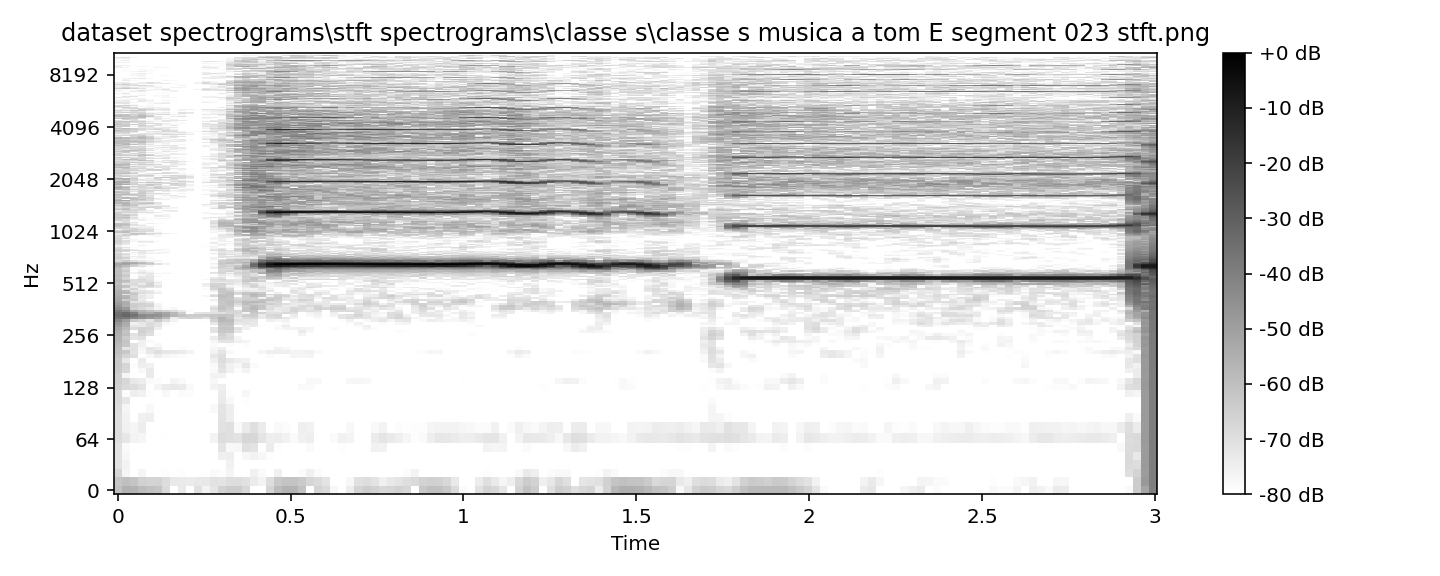 dataset spectrograms\stft spectrograms\classe s\classe s musica a tom E segment 023 stft.png
8192
4096
2048
1024
512
256
128
64
0
Hz
0
0.5
1
1.5
2
2.5
3
Time
+0 dB
-10 dB
-20 dB
-30 dB
-40 dB
-50 dB
-60 dB
-70 dB
-80 dB